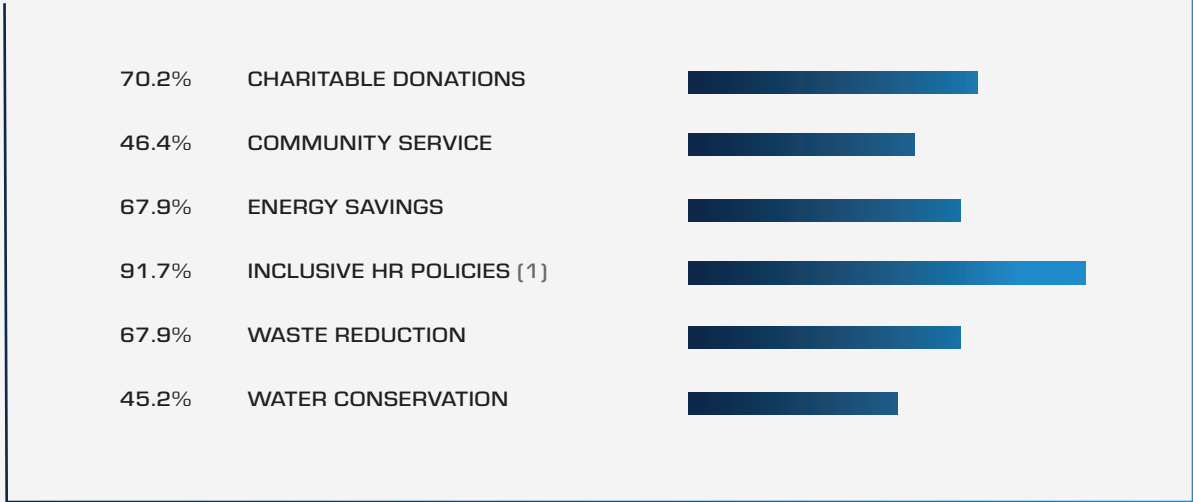 70.2% CHARITABLE DONATIONS
46.4% COMMUNITY SERVICE
67.9% ENERGY SAVINGS
91.7% INCLUSIVE HR POLICIES (1)
67.9% WASTE REDUCTION
45.2% WATER CONSERVATION